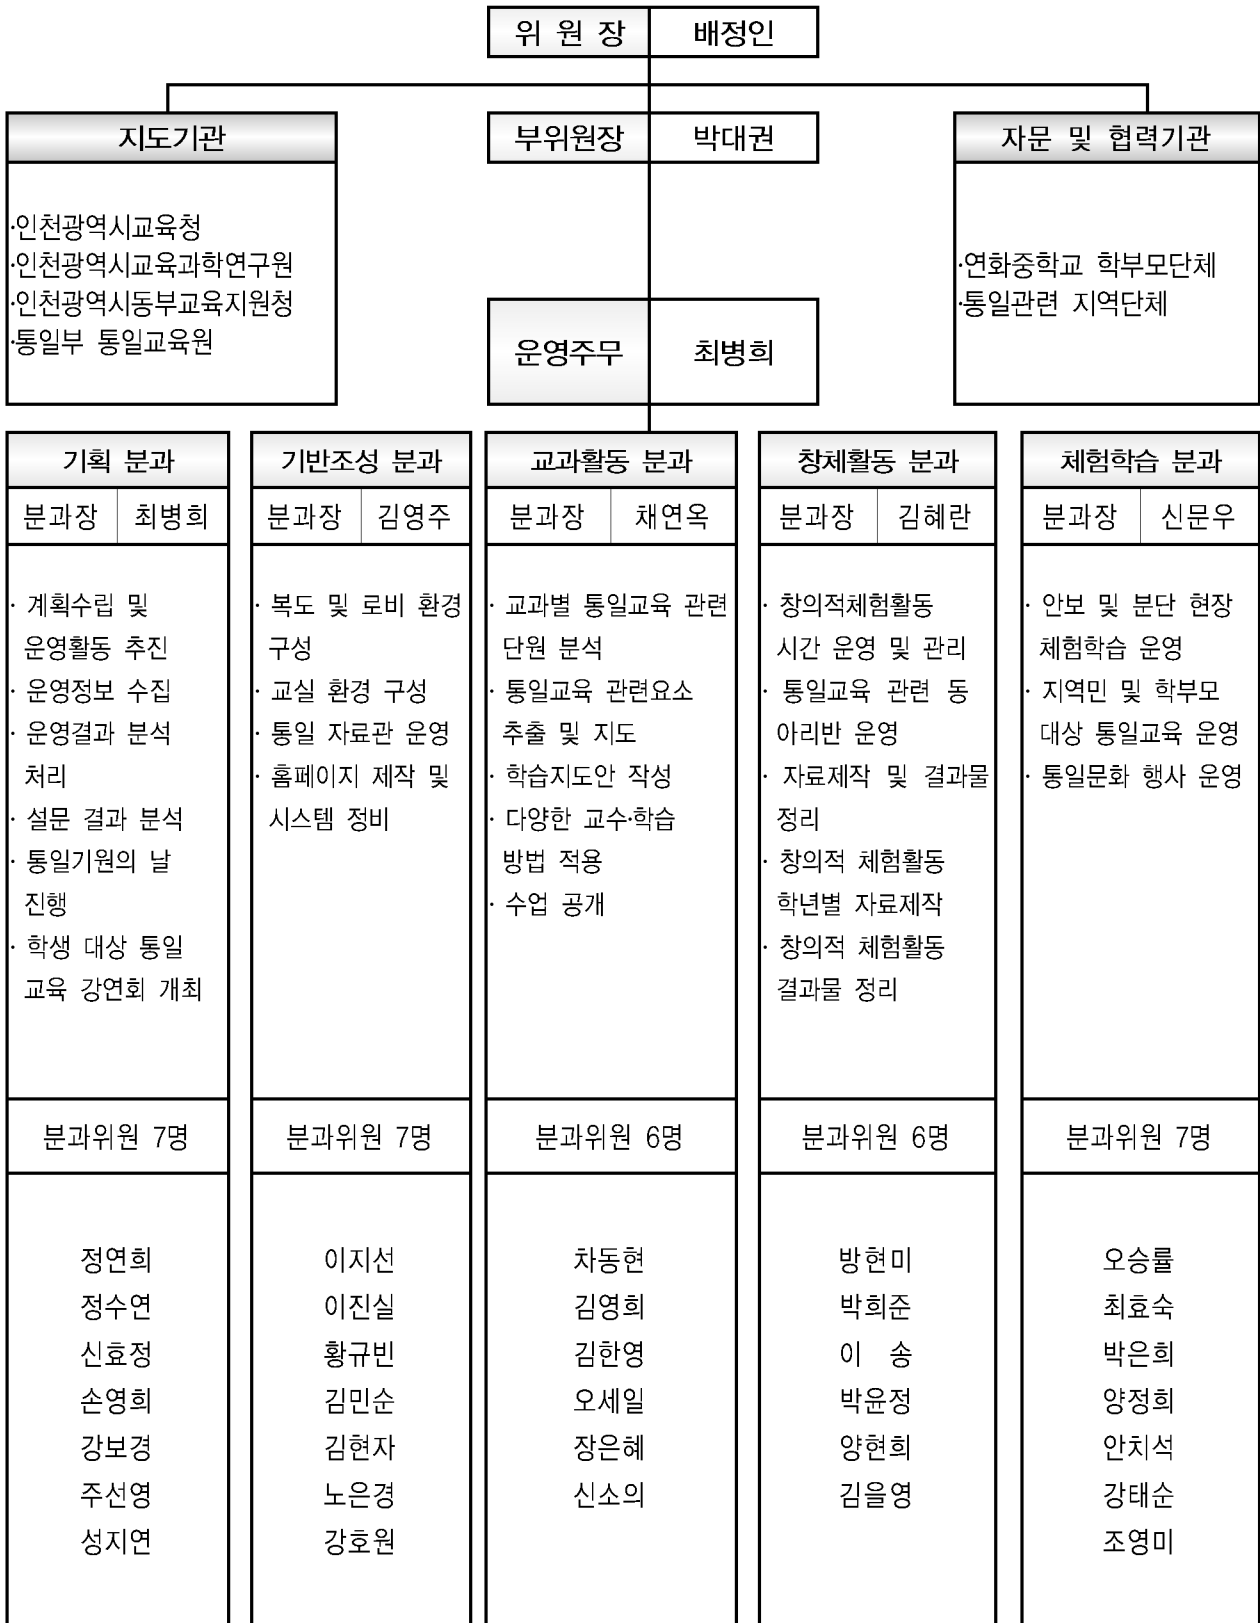 위 원 장 배정인
지도기관
부위원장 박대권
자문 및 협력기관
·인천광역시교육청
·인천광역시교육과학연구원
·인천광역시동부교육지원청
·통일부 통일교육원
·연화중학교 학부모단체
·통일관련 지역단체
운영주무 최병희
기획 분과
분과장 최병희
· 계획수립 및
운영활동 추진
· 운영정보 수집
· 운영결과 분석
처리
· 설문 결과 분석
· 통일기원의 날
진행
· 학생 대상 통일
교육 강연회 개최
분과위원 7명
정연희
정수연
신효정
손영희
강보경
주선영
성지연
기반조성 분과
분과장 김영주
· 복도 및 로비 환경
구성
· 교실 환경 구성
· 통일 자료관 운영
· 홈페이지 제작 및
시스템 정비
분과위원 7명
이지선
이진실
황규빈
김민순
김현자
노은경
강호원
교과활동 분과
분과장 채연옥
· 교과별 통일교육 관련
단원 분석
· 통일교육 관련요소
추출 및 지도
· 학습지도안 작성
· 다양한 교수·학습
방법 적용
· 수업 공개
분과위원 6명
차동현
김영희
김한영
오세일
장은혜
신소의
창체활동 분과
분과장 김혜란
· 창의적체험활동
시간 운영 및 관리
· 통일교육 관련 동
아리반 운영
· 자료제작 및 결과물
정리
· 창의적 체험활동
학년별 자료제작
· 창의적 체험활동
결과물 정리
분과위원 6명
방현미
박희준
이 송
박윤정
양현희
김을영
체험학습 분과
분과장 신문우
· 안보 및 분단 현장
체험학습 운영
· 지역민 및 학부모
대상 통일교육 운영
· 통일문화 행사 운영
분과위원 7명
오승률
최효숙
박은희
양정희
안치석
강태순
조영미